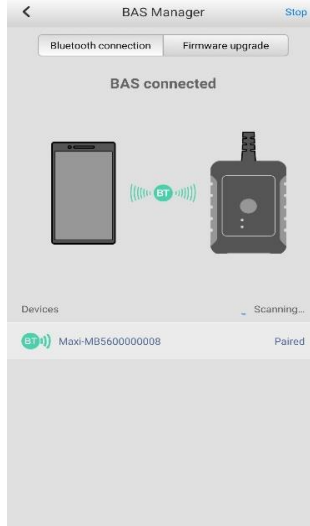 BAS Manager Stop
Bluetooth connection Firmware upgrade
BAS connected
BT
Devices Scanning...
BT Maxi-MB5600000008 Paired